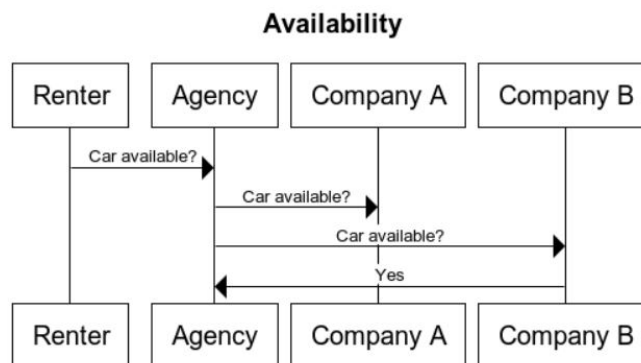 Availability
Renter Agency Company A Company B
Car available?
Car available?
Car available?
Yes
Renter Agency Company A Company B